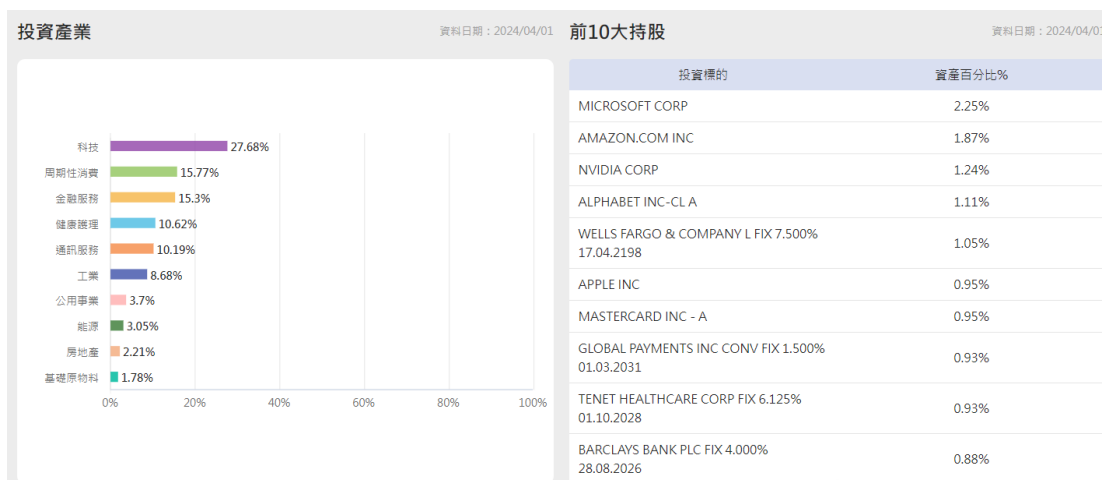 投資產業
資料日期：2024/04/01
科技
27.68%
周期性消費
15.77%
金融服務
15.3%
健康護理
10.62%
通訊服務
10.19%
工業
8.68%
公用事業
3.7%
能源
3.05%
房地產
2.21%
基礎原物料
1.78%
0% 20% 40% 60% 80% 100%
前10大持股
資料日期：2024/04/01
投資標的 資產百分比%
MICROSOFT CORP 2.25%
AMAZON.COM INC 1.87%
NVIDIA CORP 1.24%
ALPHABET INC-CL A 1.11%
WELLS FARGO & COMPANY L FIX 7.500%
17.04.2198
1.05%
APPLE INC 0.95%
MASTERCARD INC - A 0.95%
GLOBAL PAYMENTS INC CONV FIX 1.500%
01.03.2031
0.93%
TENET HEALTHCARE CORP FIX 6.125%
01.10.2028
0.93%
BARCLAYS BANK PLC FIX 4.000%
28.08.2026
0.88%